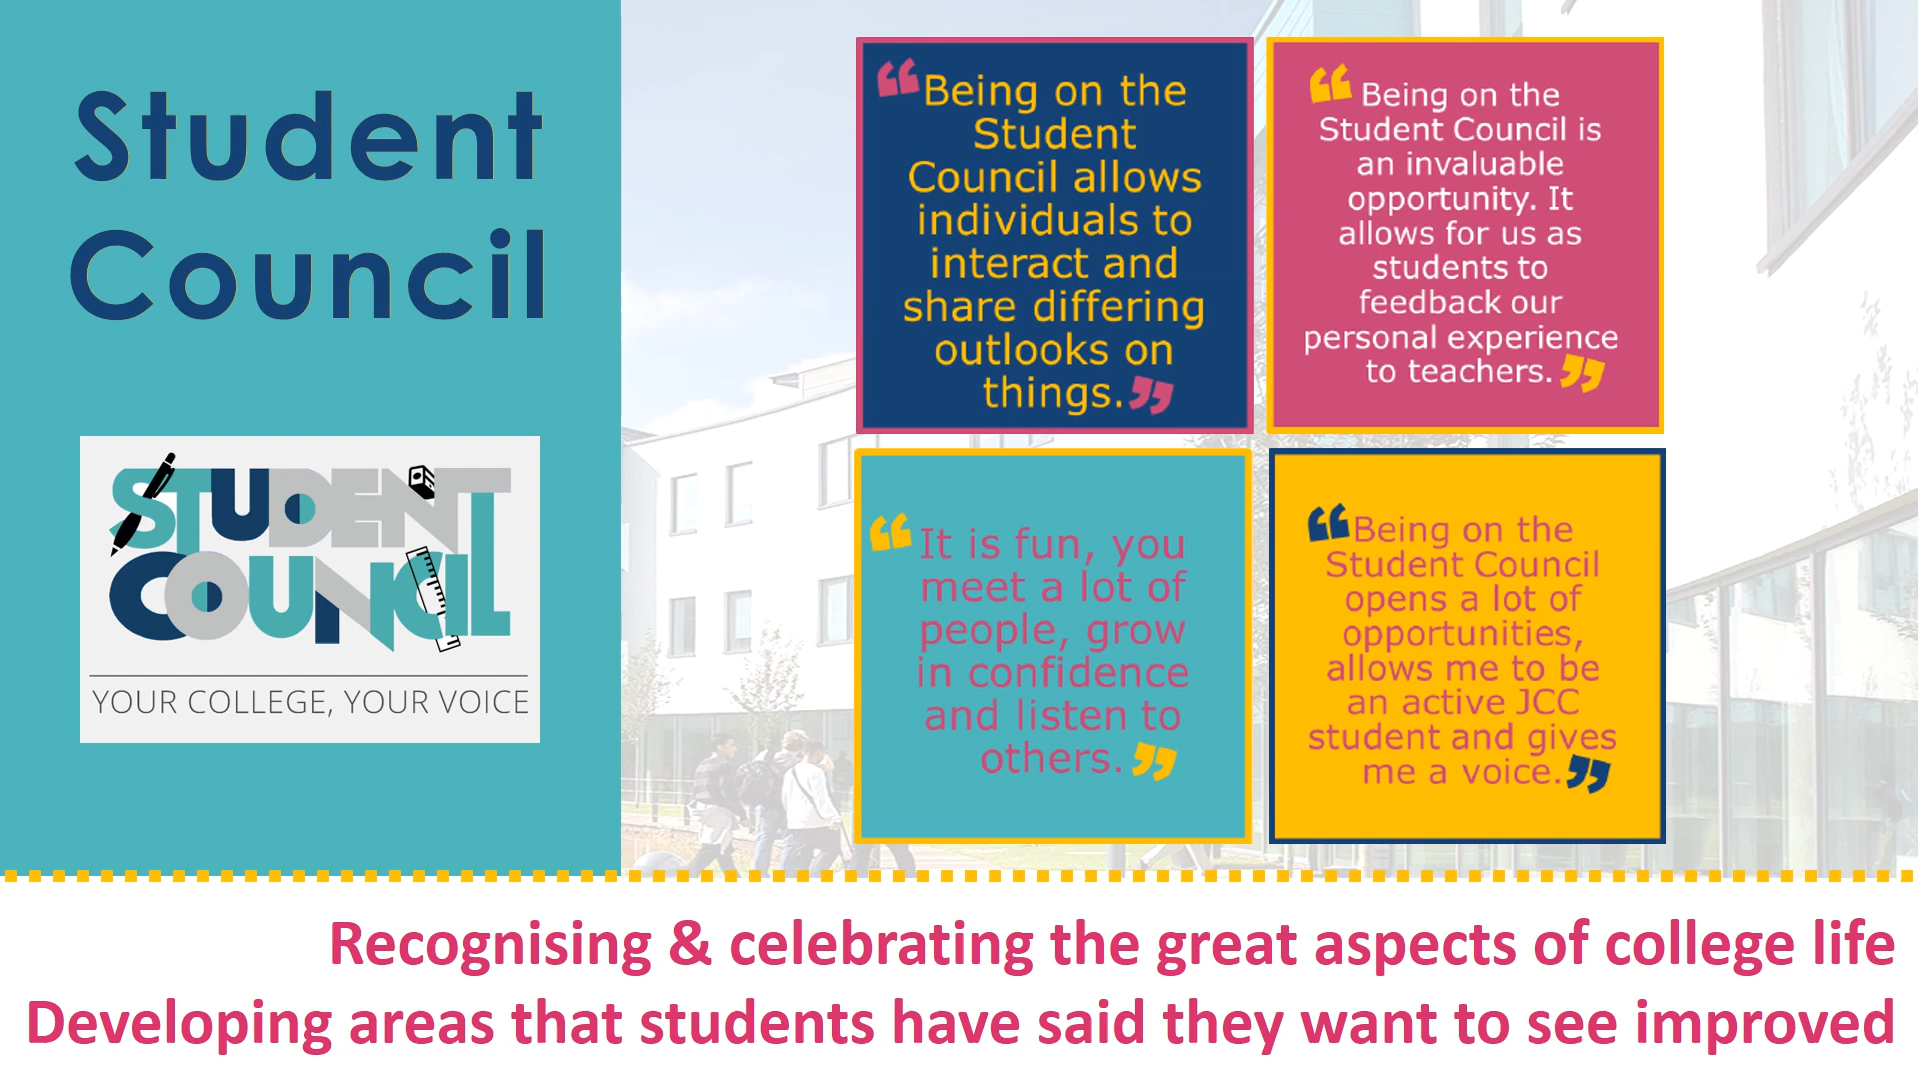 Student
Council
STUDENT
COUNCIL
YOUR COLLEGE, YOUR VOICE
“Being on the
Student
Council allows
individuals to
interact and
share differing
outlooks on
things.”
“Being on the
Student Council is
an invaluable
opportunity. It
allows for us as
students to
feedback our
personal experience
to teachers.”
“It is fun, you
meet a lot of
people, grow
in confidence
and listen to
others.”
“Being on the
Student Council
opens a lot of
opportunities,
allows me to be
an active JCC
student and gives
me a voice.”
Recognising & celebrating the great aspects of college life
Developing areas that students have said they want to see improved